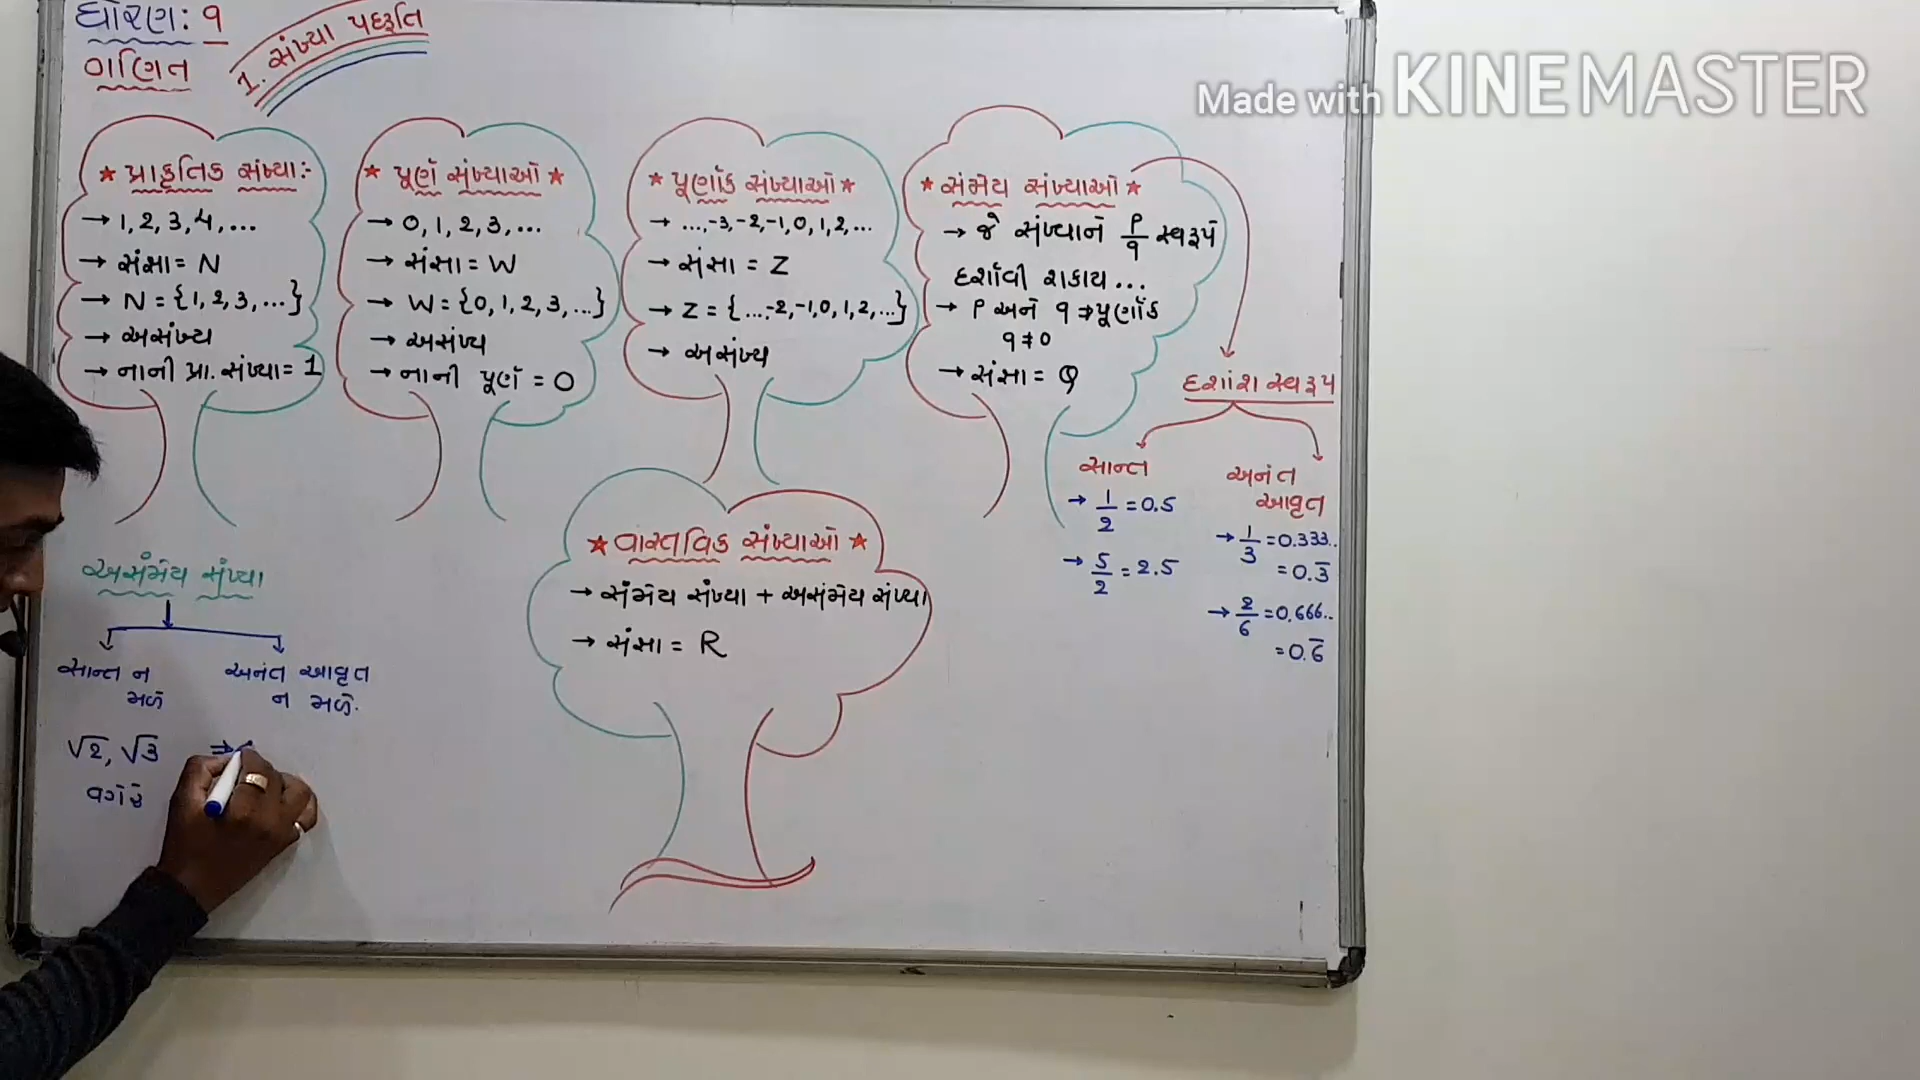 ધોરણ: ૧
ગણિત
1. સંખ્યા પદ્ધતિ
Made with KINEMASTER
★ પ્રાકૃતિક સંખ્યા:-
→ 1, 2, 3, 4, ...
→ સંજ્ઞા = N
→ N = {1, 2, 3, ...}
→ અસંખ્ય
→ નાની પ્રા. સંખ્યા = 1
★ પૂર્ણ સંખ્યાઓ ★
→ 0, 1, 2, 3, ...
→ સંજ્ઞા = W
→ W = {0, 1, 2, 3, ...}
→ અસંખ્ય
→ નાની પૂર્ણ = 0
★ પૂર્ણાંક સંખ્યાઓ ★
→ ...,-3,-2,-1,0,1,2,...
→ સંજ્ઞા = Z
→ Z = {...,-2,-1,0,1,2,...}
→ અસંખ્ય
★ સંમેય સંખ્યાઓ ★
→ જે સંખ્યાને P/q સ્વરૂપે
દર્શાવી શકાય ...
→ P અને q ⇒ પૂર્ણાંક
q ≠ 0
→ સંજ્ઞા = Q
દશાંશ સ્વરૂપ
સાન્ત
→ 1/2 = 0.5
→ 5/2 = 2.5
અનંત
આવૃત
→ 1/3 = 0.333..
= 0.3̅
→ 2/6 = 0.666..
= 0.6̅
★ વાસ્તવિક સંખ્યાઓ ★
→ સંમેય સંખ્યા + અસંમેય સંખ્યા
→ સંજ્ઞા = R
અસંમેય સંખ્યા
સાન્ત ન
મળે
અનંત આવૃત
ન મળે.
√2, √3
વગેરે
⇒